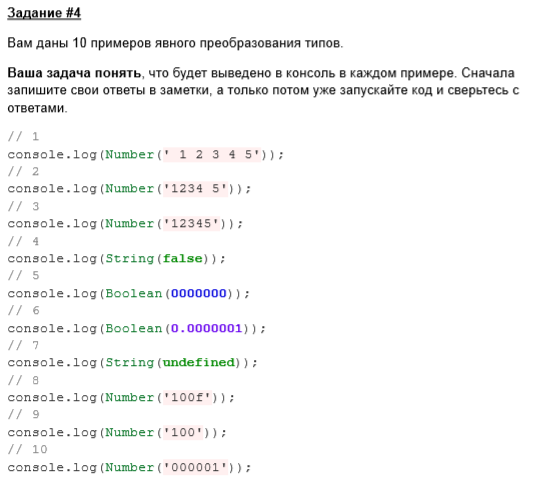 Задание #4
Вам даны 10 примеров явного преобразования типов.
Ваша задача понять, что будет выведено в консоль в каждом примере. Сначала
запишите свои ответы в заметки, а только потом уже запускайте код и сверьтесь с
ответами.
// 1
console.log(Number(' 1 2 3 4 5'));
// 2
console.log(Number('1234 5'));
// 3
console.log(Number('12345'));
// 4
console.log(String(false));
// 5
console.log(Boolean(0000000));
// 6
console.log(Boolean(0.0000001));
// 7
console.log(String(undefined));
// 8
console.log(Number('100f'));
// 9
console.log(Number('100'));
// 10
console.log(Number('000001'));